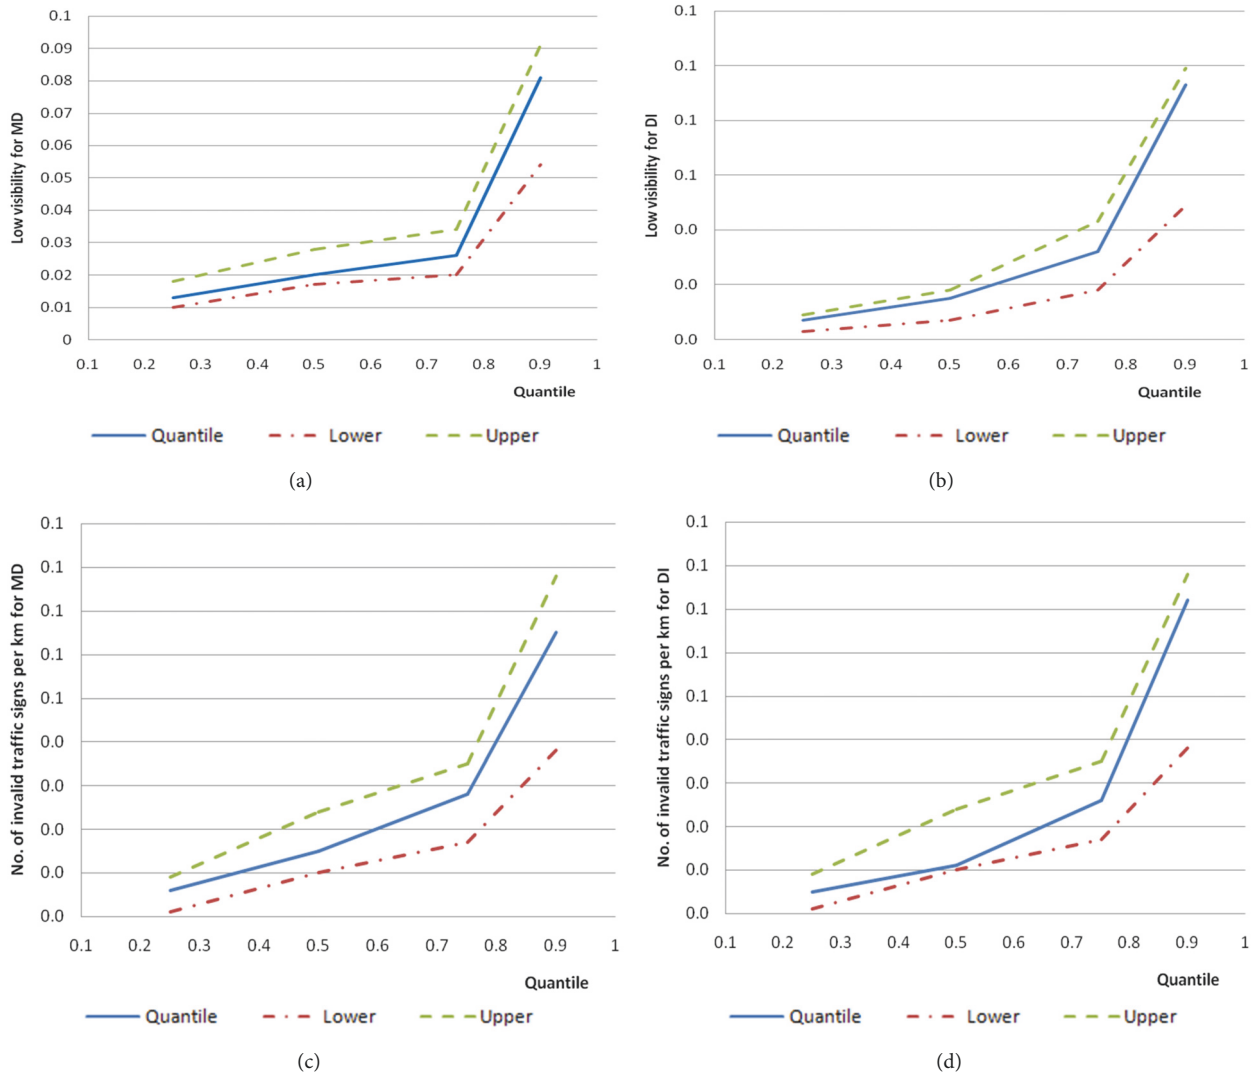 Low visibility for MD
0.1
0.09
0.08
0.07
0.06
0.05
0.04
0.03
0.02
0.01
0
0.1 0.2 0.3 0.4 0.5 0.6 0.7 0.8 0.9 1
Quantile
Quantile Lower Upper
(a)
Low visibility for DI
0.1
0.1
0.1
0.1
0.0
0.0
0.0
0.1 0.2 0.3 0.4 0.5 0.6 0.7 0.8 0.9 1
Quantile
Quantile Lower Upper
(b)
No. of invalid traffic signs per km for MD
0.1
0.1
0.1
0.1
0.1
0.0
0.0
0.0
0.0
0.0
0.1 0.2 0.3 0.4 0.5 0.6 0.7 0.8 0.9 1
Quantile
Quantile Lower Upper
(c)
No. of invalid traffic signs per km for DI
0.1
0.1
0.1
0.1
0.1
0.0
0.0
0.0
0.0
0.0
0.1 0.2 0.3 0.4 0.5 0.6 0.7 0.8 0.9 1
Quantile
Quantile Lower Upper
(d)